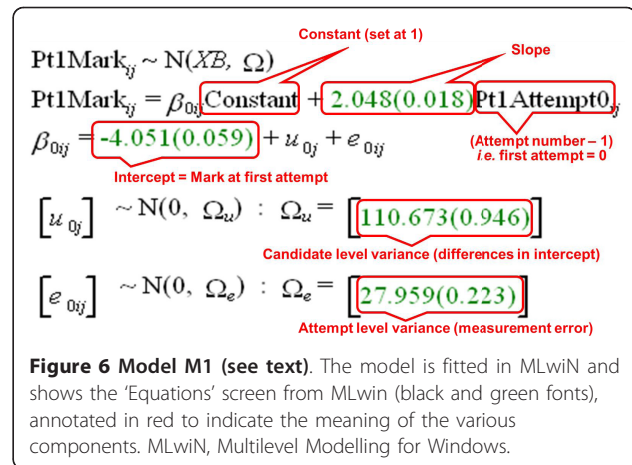 Constant (set at 1)
Slope
Pt1Mark_ij ~ N(XB, Ω)
Pt1Mark_ij = β_0ij Constant + 2.048(0.018)Pt1Attempt0_ij
(Attempt number – 1)
i.e. first attempt = 0
β_0ij = -4.051(0.059) + u_0j + e_0ij
Intercept = Mark at first attempt
[u_0j] ~ N(0, Ω_u) : Ω_u = [110.673(0.946)]
Candidate level variance (differences in intercept)
[e_0ij] ~ N(0, Ω_e) : Ω_e = [27.959(0.223)]
Attempt level variance (measurement error)
Figure 6 Model M1 (see text). The model is fitted in MLwiN and
shows the 'Equations' screen from MLwin (black and green fonts),
annotated in red to indicate the meaning of the various
components. MLwiN, Multilevel Modelling for Windows.